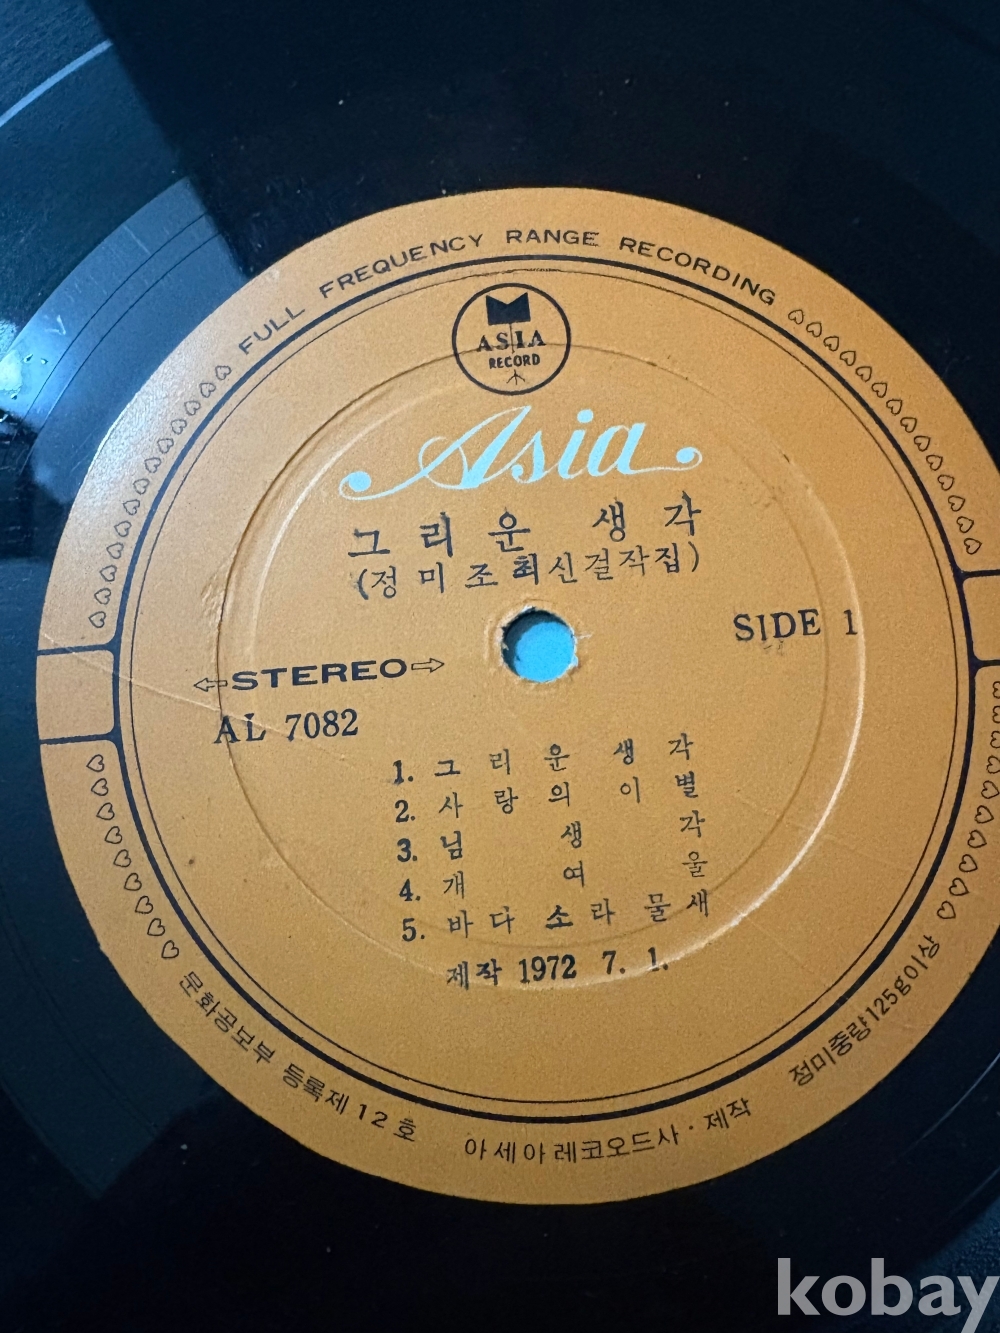 FULL FREQUENCY RANGE RECORDING
ASIA
RECORD
Asia
그리운 생각
(정미조 최신걸작집)
SIDE 1
STEREO
AL 7082
1. 그리운 생각
2. 사랑의 이별
3. 님 생각
4. 개여울
5. 바다 소라 물새
제작 1972 7. 1.
문화공보부 등록제 12 호
아세아레코오드사 · 제작
정미중량125g이상
kobay